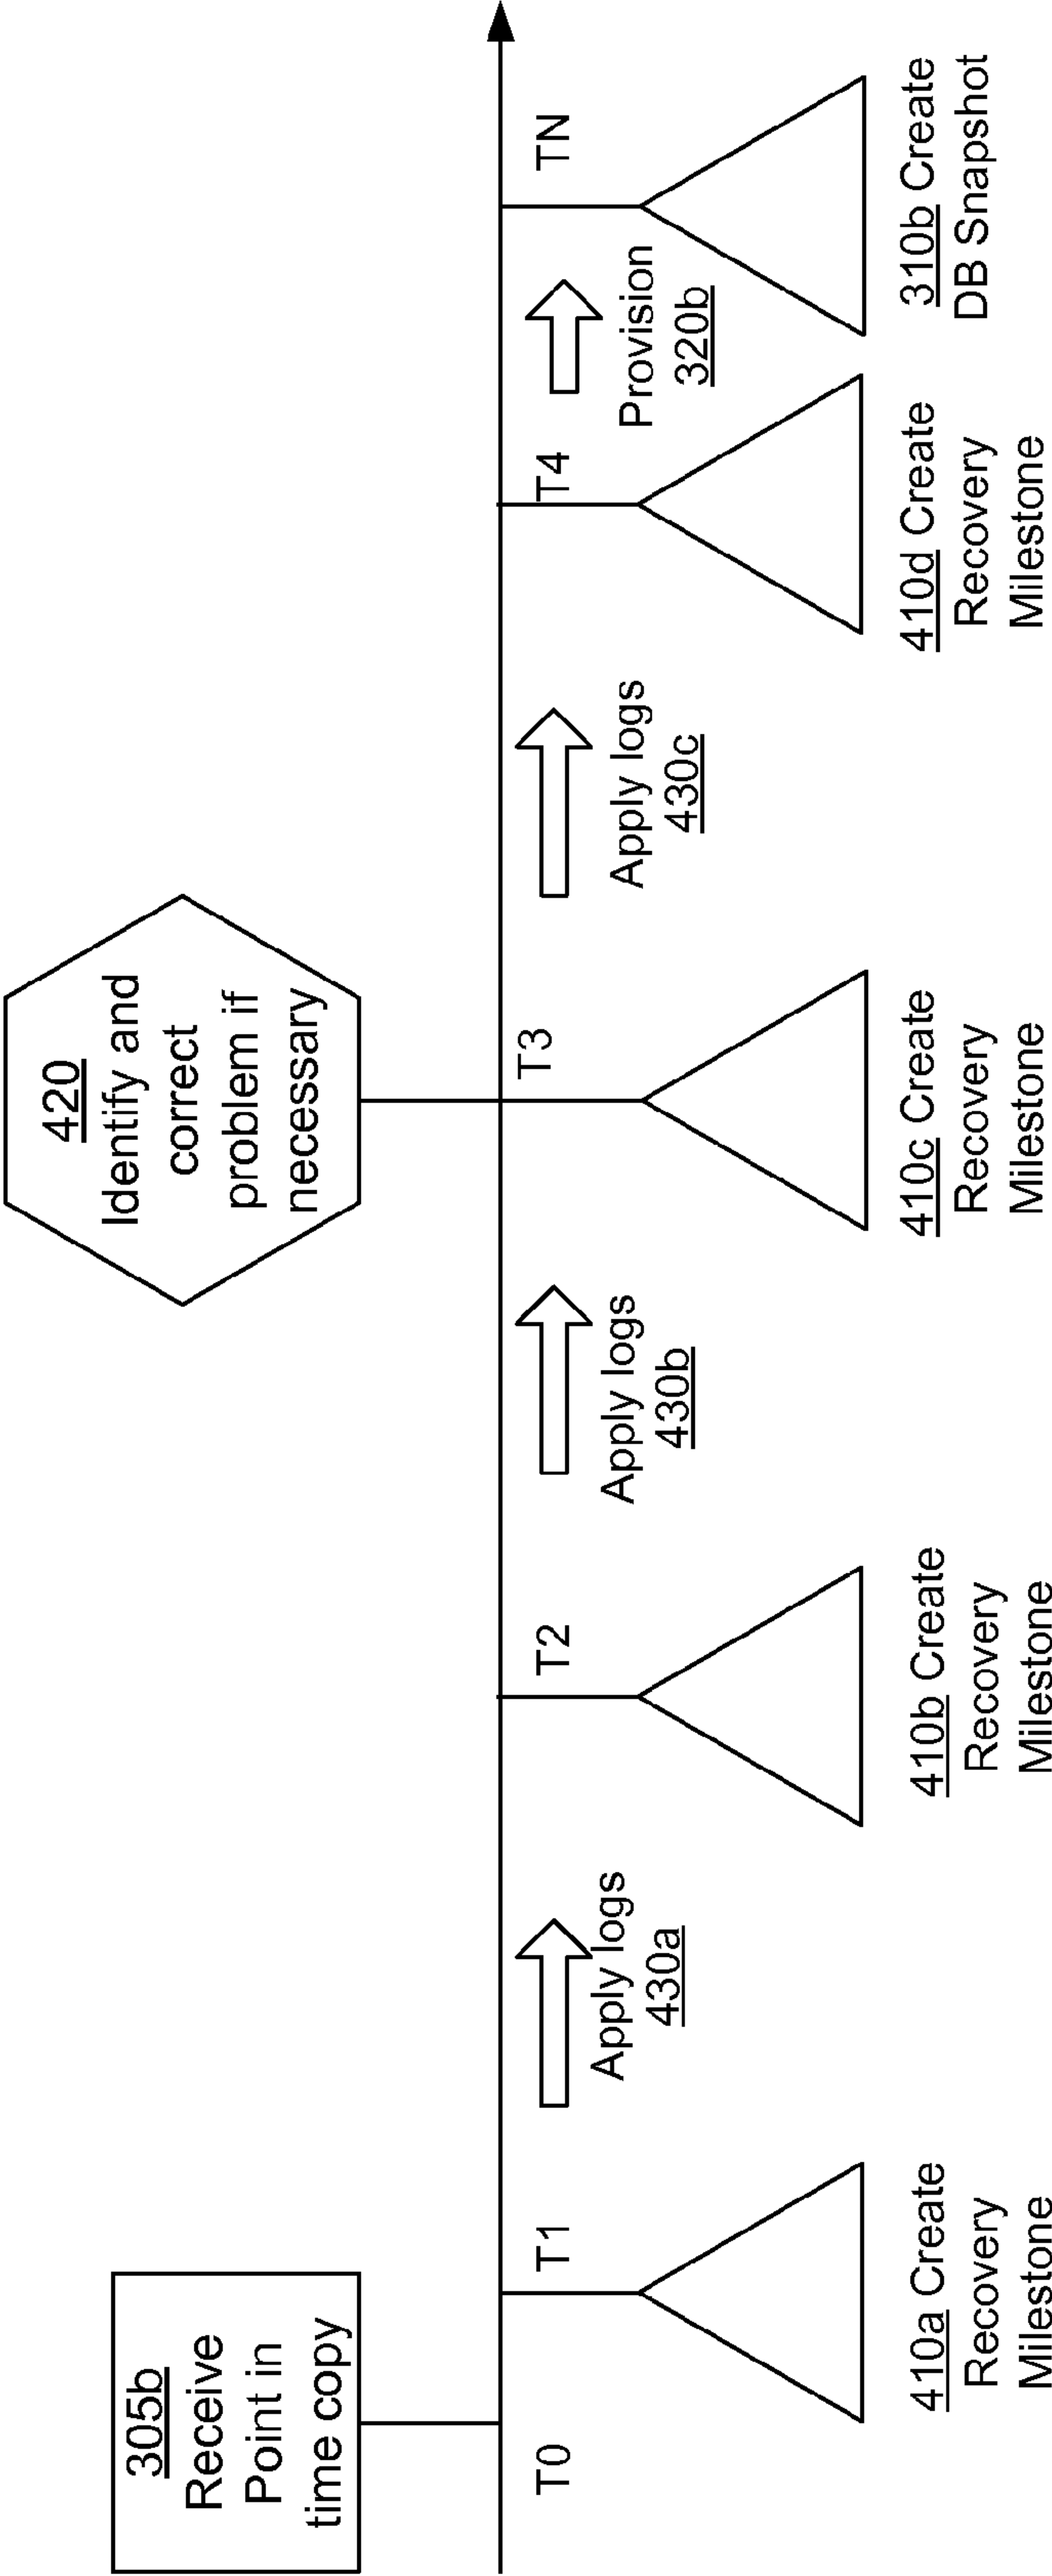 305b
Receive
Point in
time copy
420
Identify and
correct
problem if
necessary
T0
T1
T2
T3
T4
TN
Apply logs
430a
Apply logs
430b
Apply logs
430c
Provision
320b
410a Create
Recovery
Milestone
410b Create
Recovery
Milestone
410c Create
Recovery
Milestone
410d Create
Recovery
Milestone
310b Create
DB Snapshot